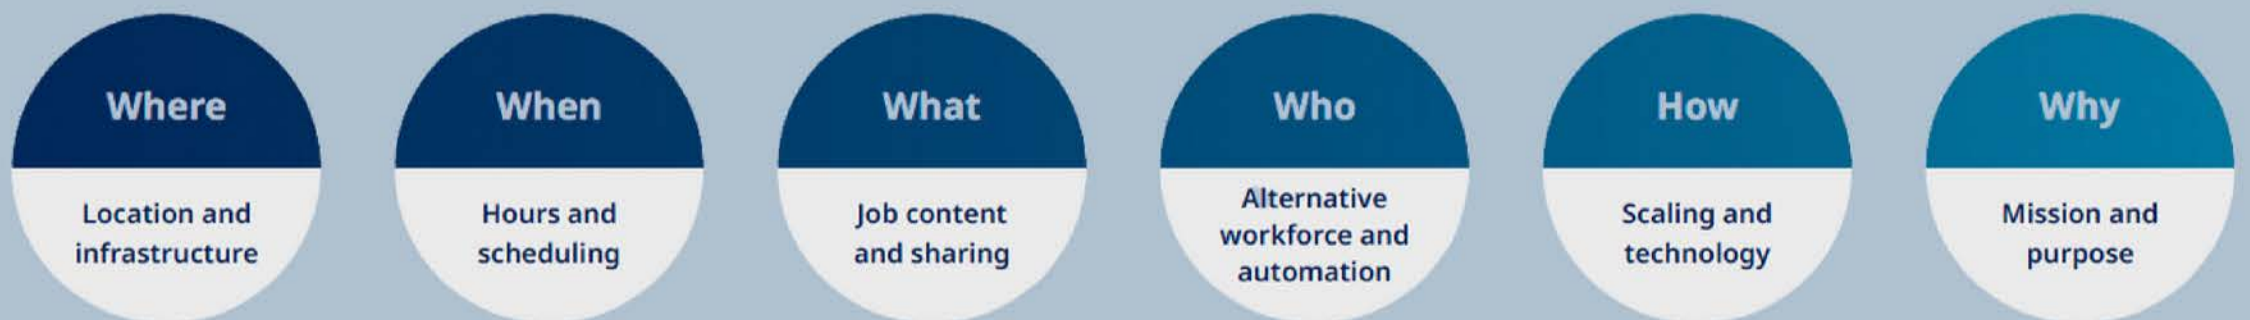 Where
Location and
infrastructure
When
Hours and
scheduling
What
Job content
and sharing
Who
Alternative
workforce and
automation
How
Scaling and
technology
Why
Mission and
purpose